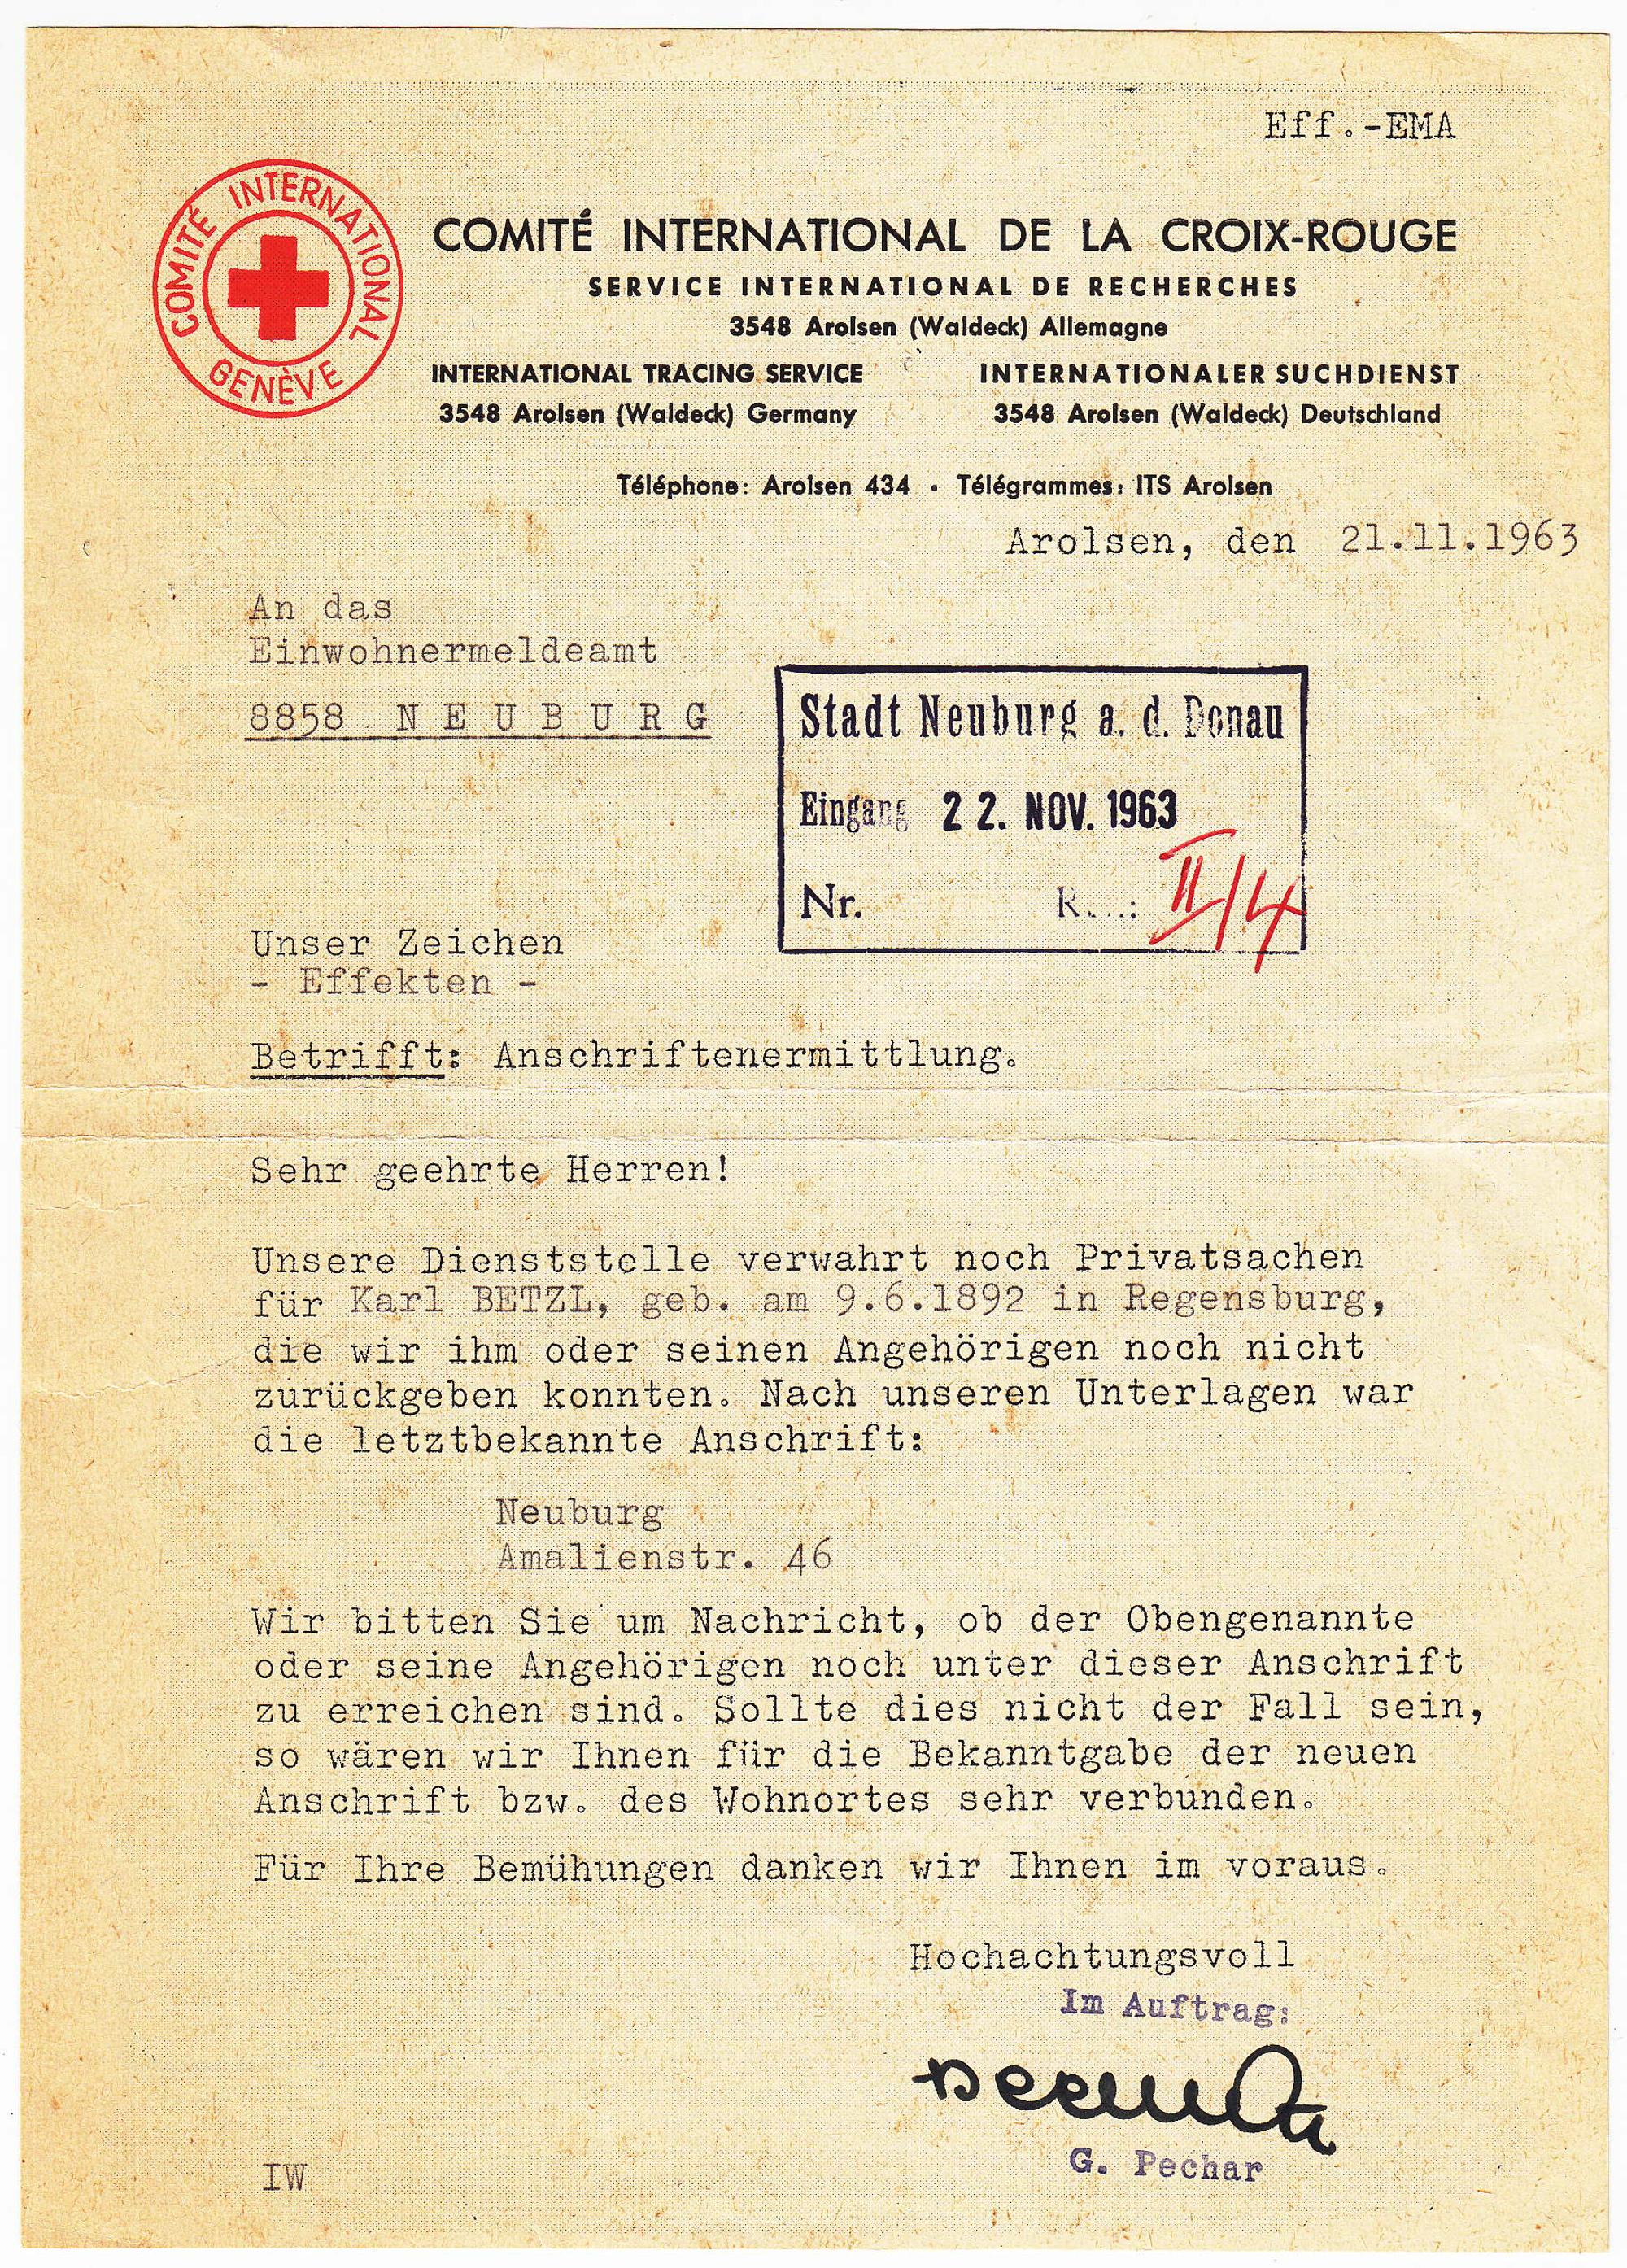 Eff.-EMA
COMITÉ INTERNATIONAL
GENÈVE
COMITÉ INTERNATIONAL DE LA CROIX-ROUGE
SERVICE INTERNATIONAL DE RECHERCHES
3548 Arolsen (Waldeck) Allemagne
INTERNATIONAL TRACING SERVICE
3548 Arolsen (Waldeck) Germany
INTERNATIONALER SUCHDIENST
3548 Arolsen (Waldeck) Deutschland
Téléphone: Arolsen 434 · Télégrammes: ITS Arolsen
Arolsen, den 21.11.1963
An das
Einwohnermeldeamt
8858 N E U B U R G
Stadt Neuburg a. d. Donau
Eingang 22. NOV. 1963
Nr. II/4
Unser Zeichen
- Effekten -
Betrifft: Anschriftenermittlung.
Sehr geehrte Herren!
Unsere Dienststelle verwahrt noch Privatsachen
für Karl BETZL, geb. am 9.6.1892 in Regensburg,
die wir ihm oder seinen Angehörigen noch nicht
zurückgeben konnten. Nach unseren Unterlagen war
die letztbekannte Anschrift:
Neuburg
Amalienstr. 46
Wir bitten Sie um Nachricht, ob der Obengenannte
oder seine Angehörigen noch unter dieser Anschrift
zu erreichen sind. Sollte dies nicht der Fall sein,
so wären wir Ihnen für die Bekanntgabe der neuen
Anschrift bzw. des Wohnortes sehr verbunden.
Für Ihre Bemühungen danken wir Ihnen im voraus.
Hochachtungsvoll
Im Auftrag:
G. Pechar
IW